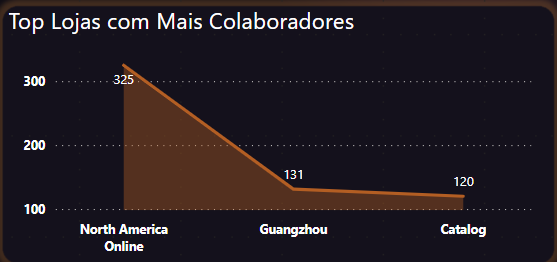 Top Lojas com Mais Colaboradores
300
325
200
131
120
100
North America
Online
Guangzhou
Catalog